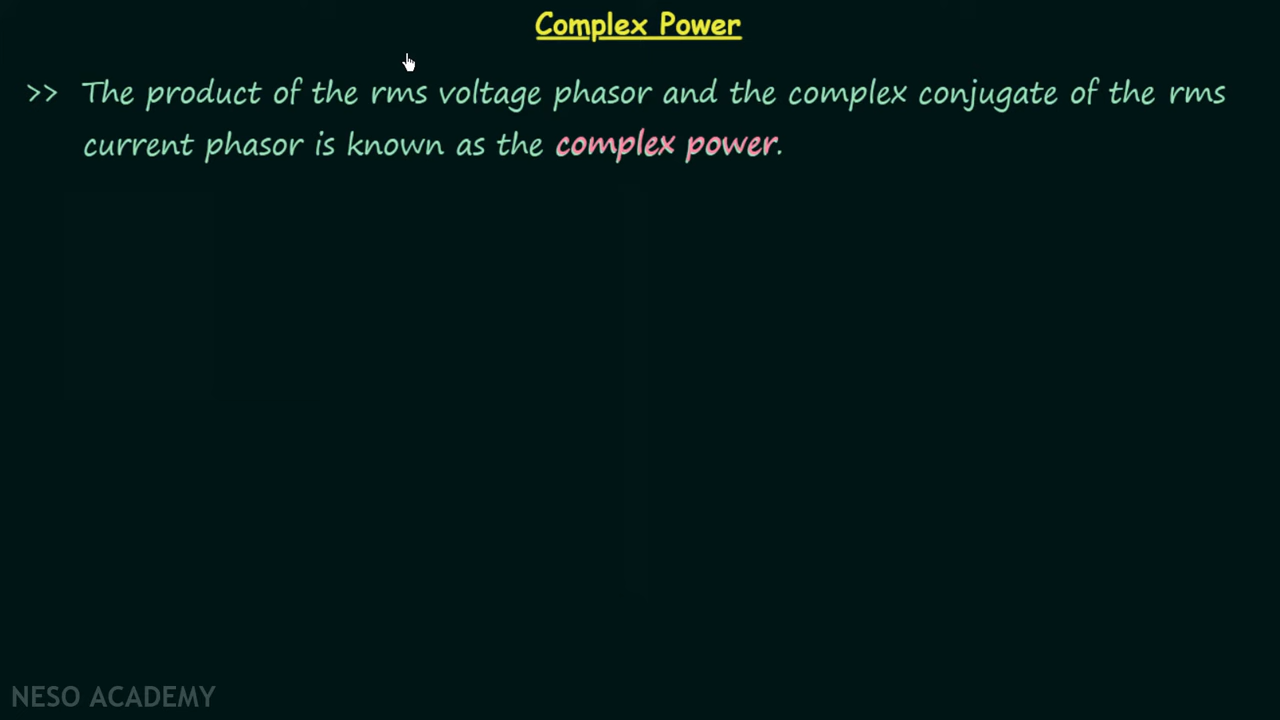 Complex Power
>> The product of the rms voltage phasor and the complex conjugate of the rms
current phasor is known as the complex power.
NESO ACADEMY